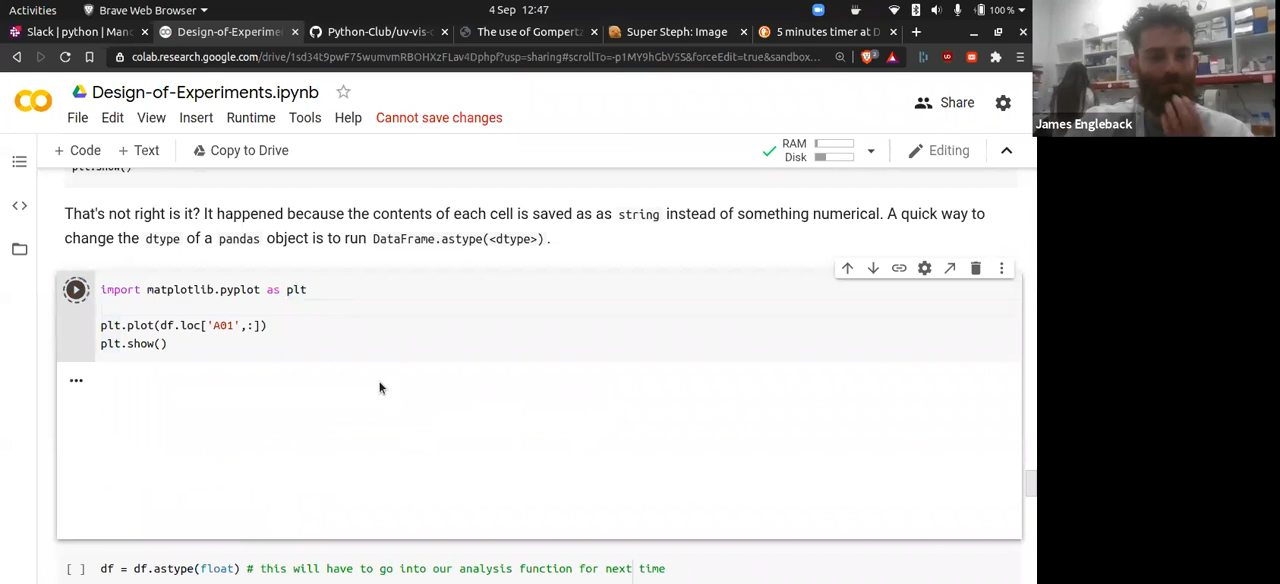 Activities
Brave Web Browser
4 Sep 12:47
100 %
Slack | python | Manc
Design-of-Experime
Python-Club/uv-vis-c
The use of Gompert
Super Steph: Image
5 minutes timer at D
colab.research.google.com/drive/1sd34t9pwF75wumvmRBOHXzFLav4Dphpf?usp=sharing#scrollTo=-p1MY9hGbV5S&forceEdit=true&sandbox...
James Engleback
CO
Design-of-Experiments.ipynb
Share
File Edit View Insert Runtime Tools Help Cannot save changes
+ Code + Text Copy to Drive
RAM
Disk
Editing
plt.show()
That's not right is it? It happened because the contents of each cell is saved as as string instead of something numerical. A quick way to
change the dtype of a pandas object is to run DataFrame.astype(<dtype>).
import matplotlib.pyplot as plt
plt.plot(df.loc['A01',:])
plt.show()
...
[ ] df = df.astype(float) # this will have to go into our analysis function for next time